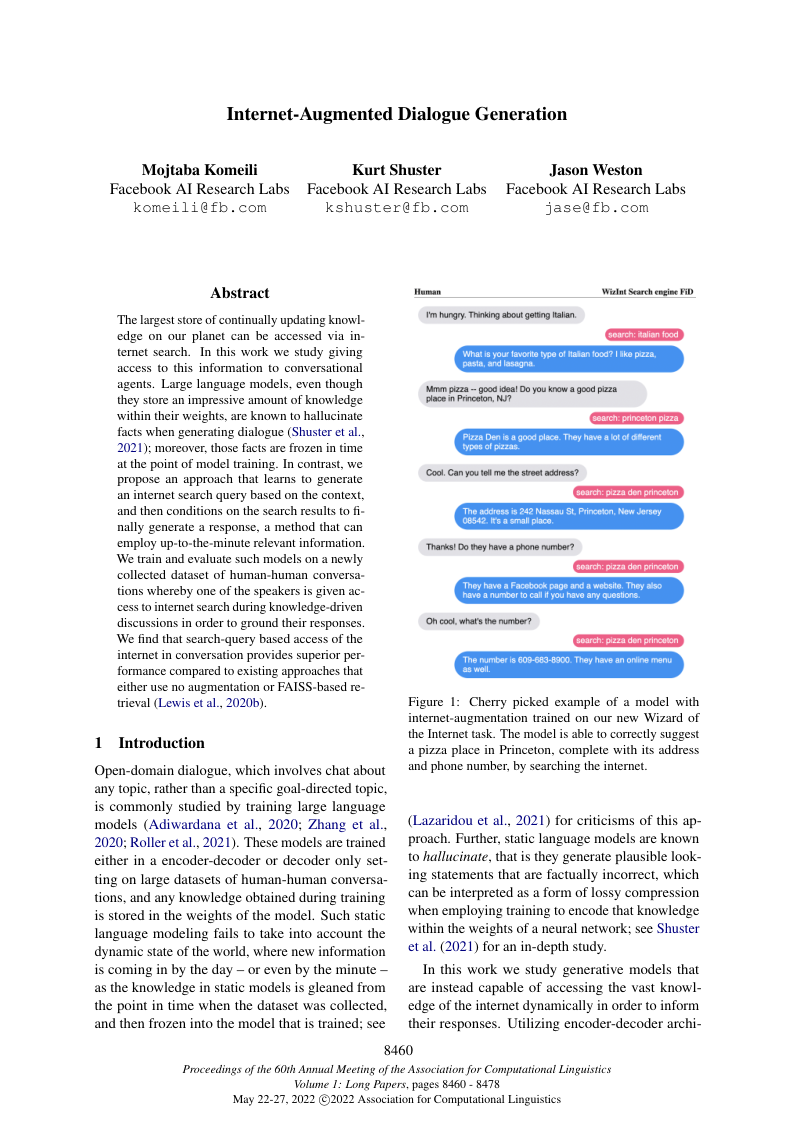 Internet-Augmented Dialogue Generation
Mojtaba Komeili
Facebook AI Research Labs
komeili@fb.com
Kurt Shuster
Facebook AI Research Labs
kshuster@fb.com
Jason Weston
Facebook AI Research Labs
jase@fb.com
Abstract
The largest store of continually updating knowl-
edge on our planet can be accessed via in-
ternet search. In this work we study giving
access to this information to conversational
agents. Large language models, even though
they store an impressive amount of knowledge
within their weights, are known to hallucinate
facts when generating dialogue (Shuster et al.,
2021); moreover, those facts are frozen in time
at the point of model training. In contrast, we
propose an approach that learns to generate
an internet search query based on the context,
and then conditions on the search results to fi-
nally generate a response, a method that can
employ up-to-the-minute relevant information.
We train and evaluate such models on a newly
collected dataset of human-human conversa-
tions whereby one of the speakers is given ac-
cess to internet search during knowledge-driven
discussions in order to ground their responses.
We find that search-query based access of the
internet in conversation provides superior per-
formance compared to existing approaches that
either use no augmentation or FAISS-based re-
trieval (Lewis et al., 2020b).
1 Introduction
Open-domain dialogue, which involves chat about
any topic, rather than a specific goal-directed topic,
is commonly studied by training large language
models (Adiwardana et al., 2020; Zhang et al.,
2020; Roller et al., 2021). These models are trained
either in a encoder-decoder or decoder only set-
ting on large datasets of human-human conversa-
tions, and any knowledge obtained during training
is stored in the weights of the model. Such static
language modeling fails to take into account the
dynamic state of the world, where new information
is coming in by the day – or even by the minute –
as the knowledge in static models is gleaned from
the point in time when the dataset was collected,
and then frozen into the model that is trained; see
Human WizInt Search engine FiD
I'm hungry. Thinking about getting Italian.
search: italian food
What is your favorite type of Italian food? I like pizza,
pasta, and lasagna.
Mmm pizza -- good idea! Do you know a good pizza
place in Princeton, NJ?
search: princeton pizza
Pizza Den is a good place. They have a lot of different
types of pizzas.
Cool. Can you tell me the street address?
search: pizza den princeton
The address is 242 Nassau St, Princeton, New Jersey
08542. It's a small place.
Thanks! Do they have a phone number?
search: pizza den princeton
They have a Facebook page and a website. They also
have a number to call if you have any questions.
Oh cool, what's the number?
search: pizza den princeton
The number is 609-683-8900. They have an online menu
as well.
Figure 1: Cherry picked example of a model with
internet-augmentation trained on our new Wizard of
the Internet task. The model is able to correctly suggest
a pizza place in Princeton, complete with its address
and phone number, by searching the internet.
(Lazaridou et al., 2021) for criticisms of this ap-
proach. Further, static language models are known
to hallucinate, that is they generate plausible look-
ing statements that are factually incorrect, which
can be interpreted as a form of lossy compression
when employing training to encode that knowledge
within the weights of a neural network; see Shuster
et al. (2021) for an in-depth study.
In this work we study generative models that
are instead capable of accessing the vast knowl-
edge of the internet dynamically in order to inform
their responses. Utilizing encoder-decoder archi-
8460
Proceedings of the 60th Annual Meeting of the Association for Computational Linguistics
Volume 1: Long Papers, pages 8460 - 8478
May 22-27, 2022 ©2022 Association for Computational Linguistics